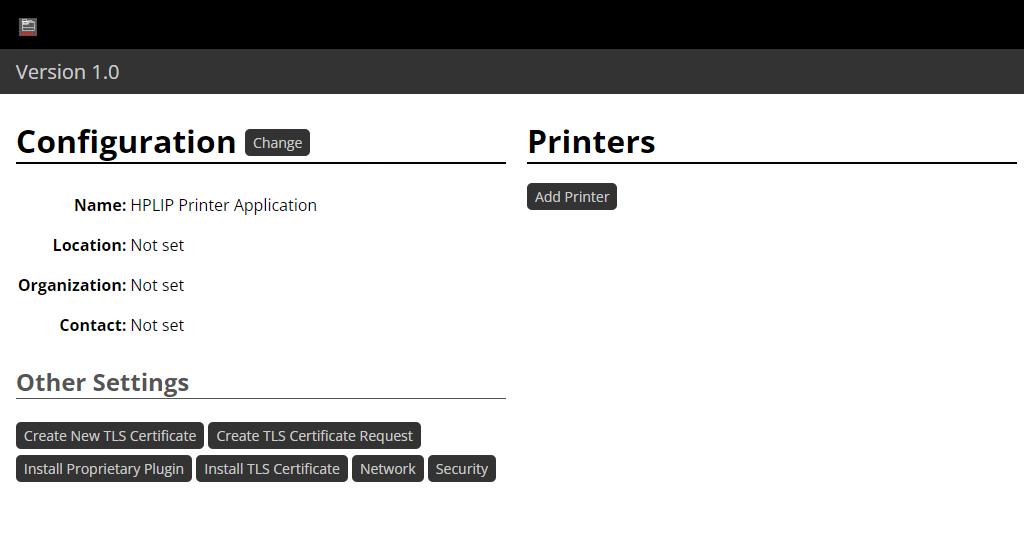 Version 1.0
Configuration Change
Name: HPLIP Printer Application
Location: Not set
Organization: Not set
Contact: Not set
Other Settings
Create New TLS Certificate Create TLS Certificate Request
Install Proprietary Plugin Install TLS Certificate Network Security
Printers
Add Printer